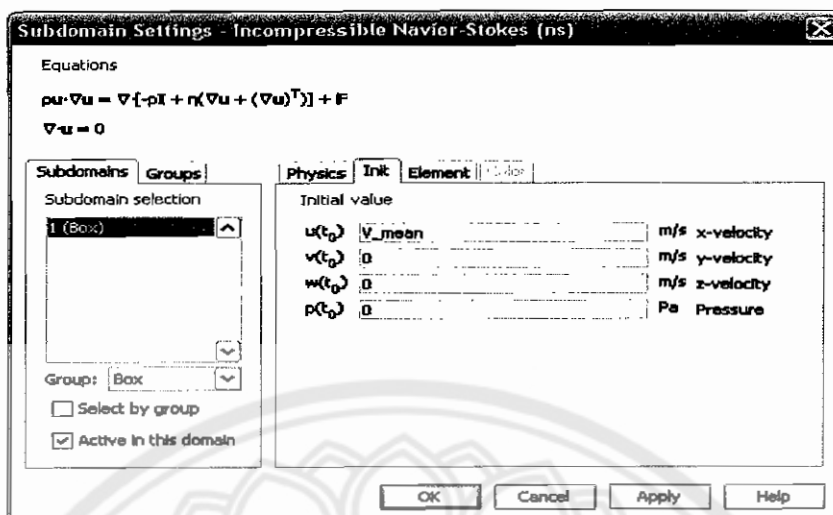 Subdomain Settings - Incompressible Navier-Stokes (ns)
Equations
ρu·∇u = ∇·[-pI + η(∇u + (∇u)ᵀ)] + F
∇·u = 0
Subdomains Groups
Subdomain selection
1 (Box)
Group: Box
Select by group
Active in this domain
Physics Init Element Color
Initial value
u(t₀) V_mean m/s x-velocity
v(t₀) 0 m/s y-velocity
w(t₀) 0 m/s z-velocity
p(t₀) 0 Pa Pressure
OK Cancel Apply Help